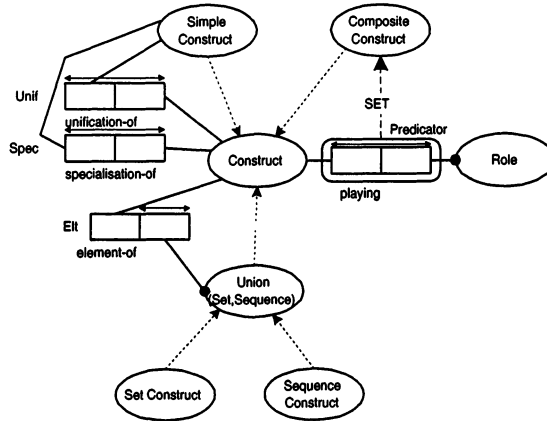 Simple
Construct
Composite
Construct
Unif
unification-of
SET
Predicator
Spec
specialisation-of
Construct
Role
playing
Elt
element-of
Union
(Set,Sequence)
Set Construct
Sequence
Construct